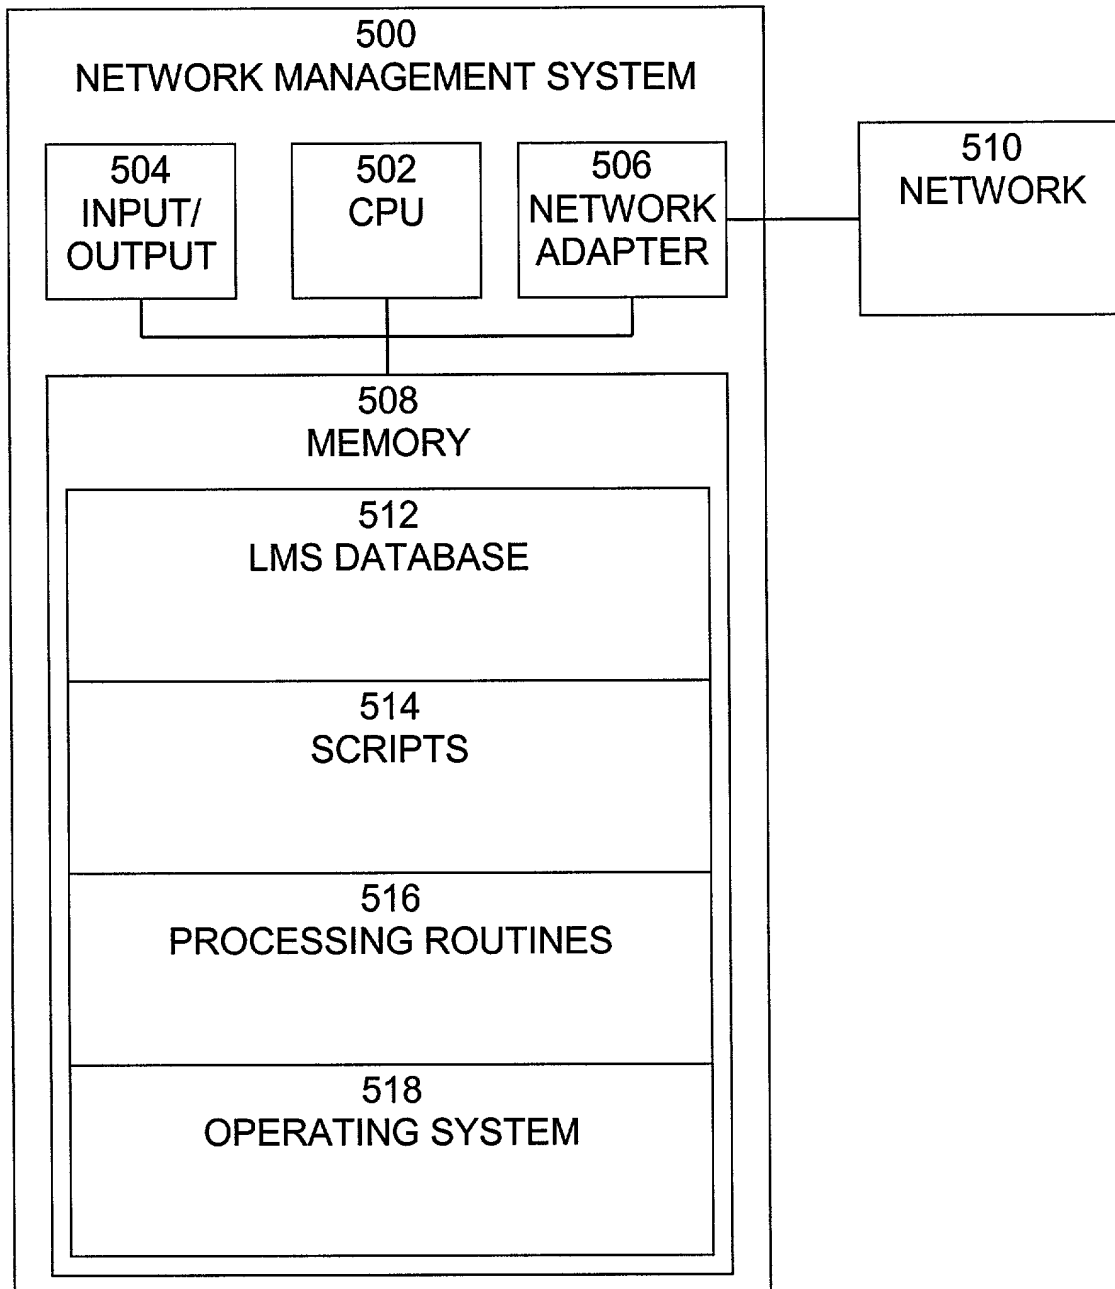 500
NETWORK MANAGEMENT SYSTEM
504
INPUT/
OUTPUT
502
CPU
506
NETWORK
ADAPTER
510
NETWORK
508
MEMORY
512
LMS DATABASE
514
SCRIPTS
516
PROCESSING ROUTINES
518
OPERATING SYSTEM